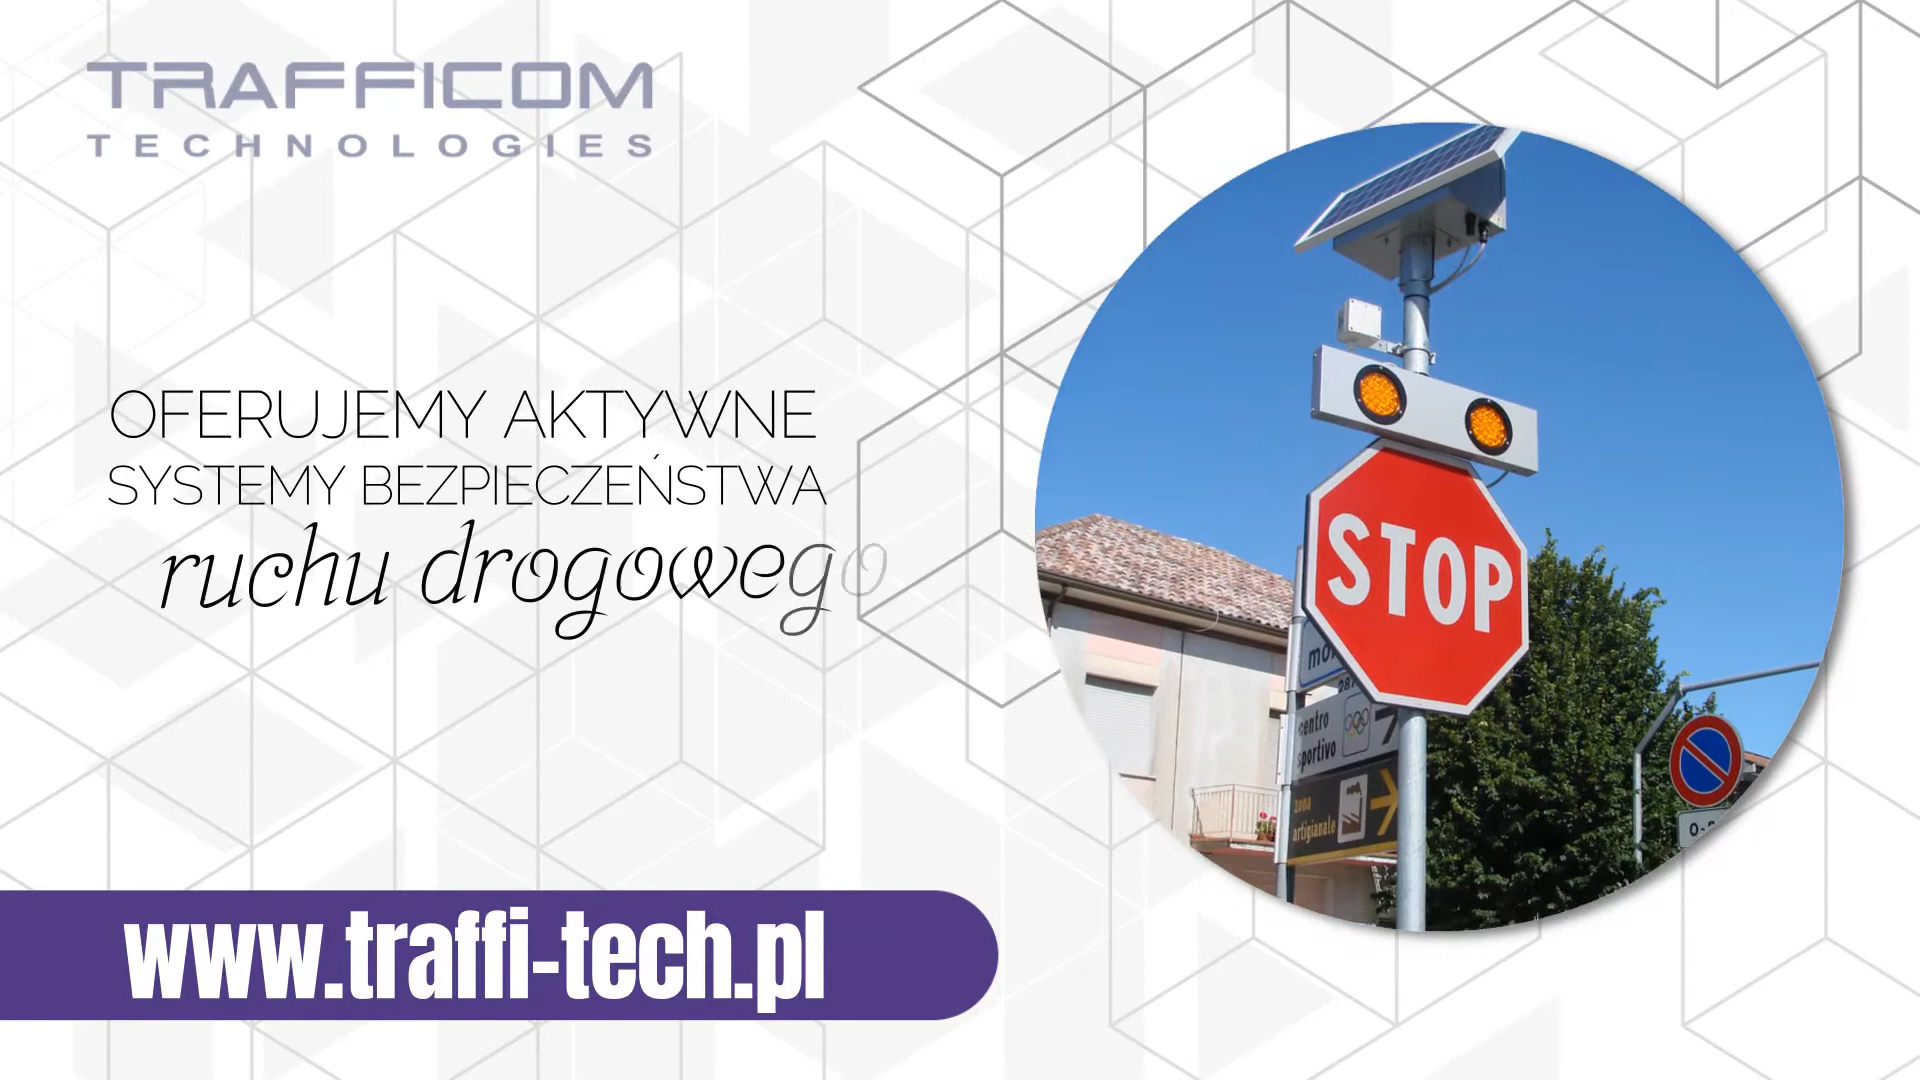 TRAFFICOM
TECHNOLOGIES
OFERUJEMY AKTYWNE
SYSTEMY BEZPIECZEŃSTWA
ruchu drogowego
www.traffi-tech.pl
STOP
centro
sportivo
zona
artigianale